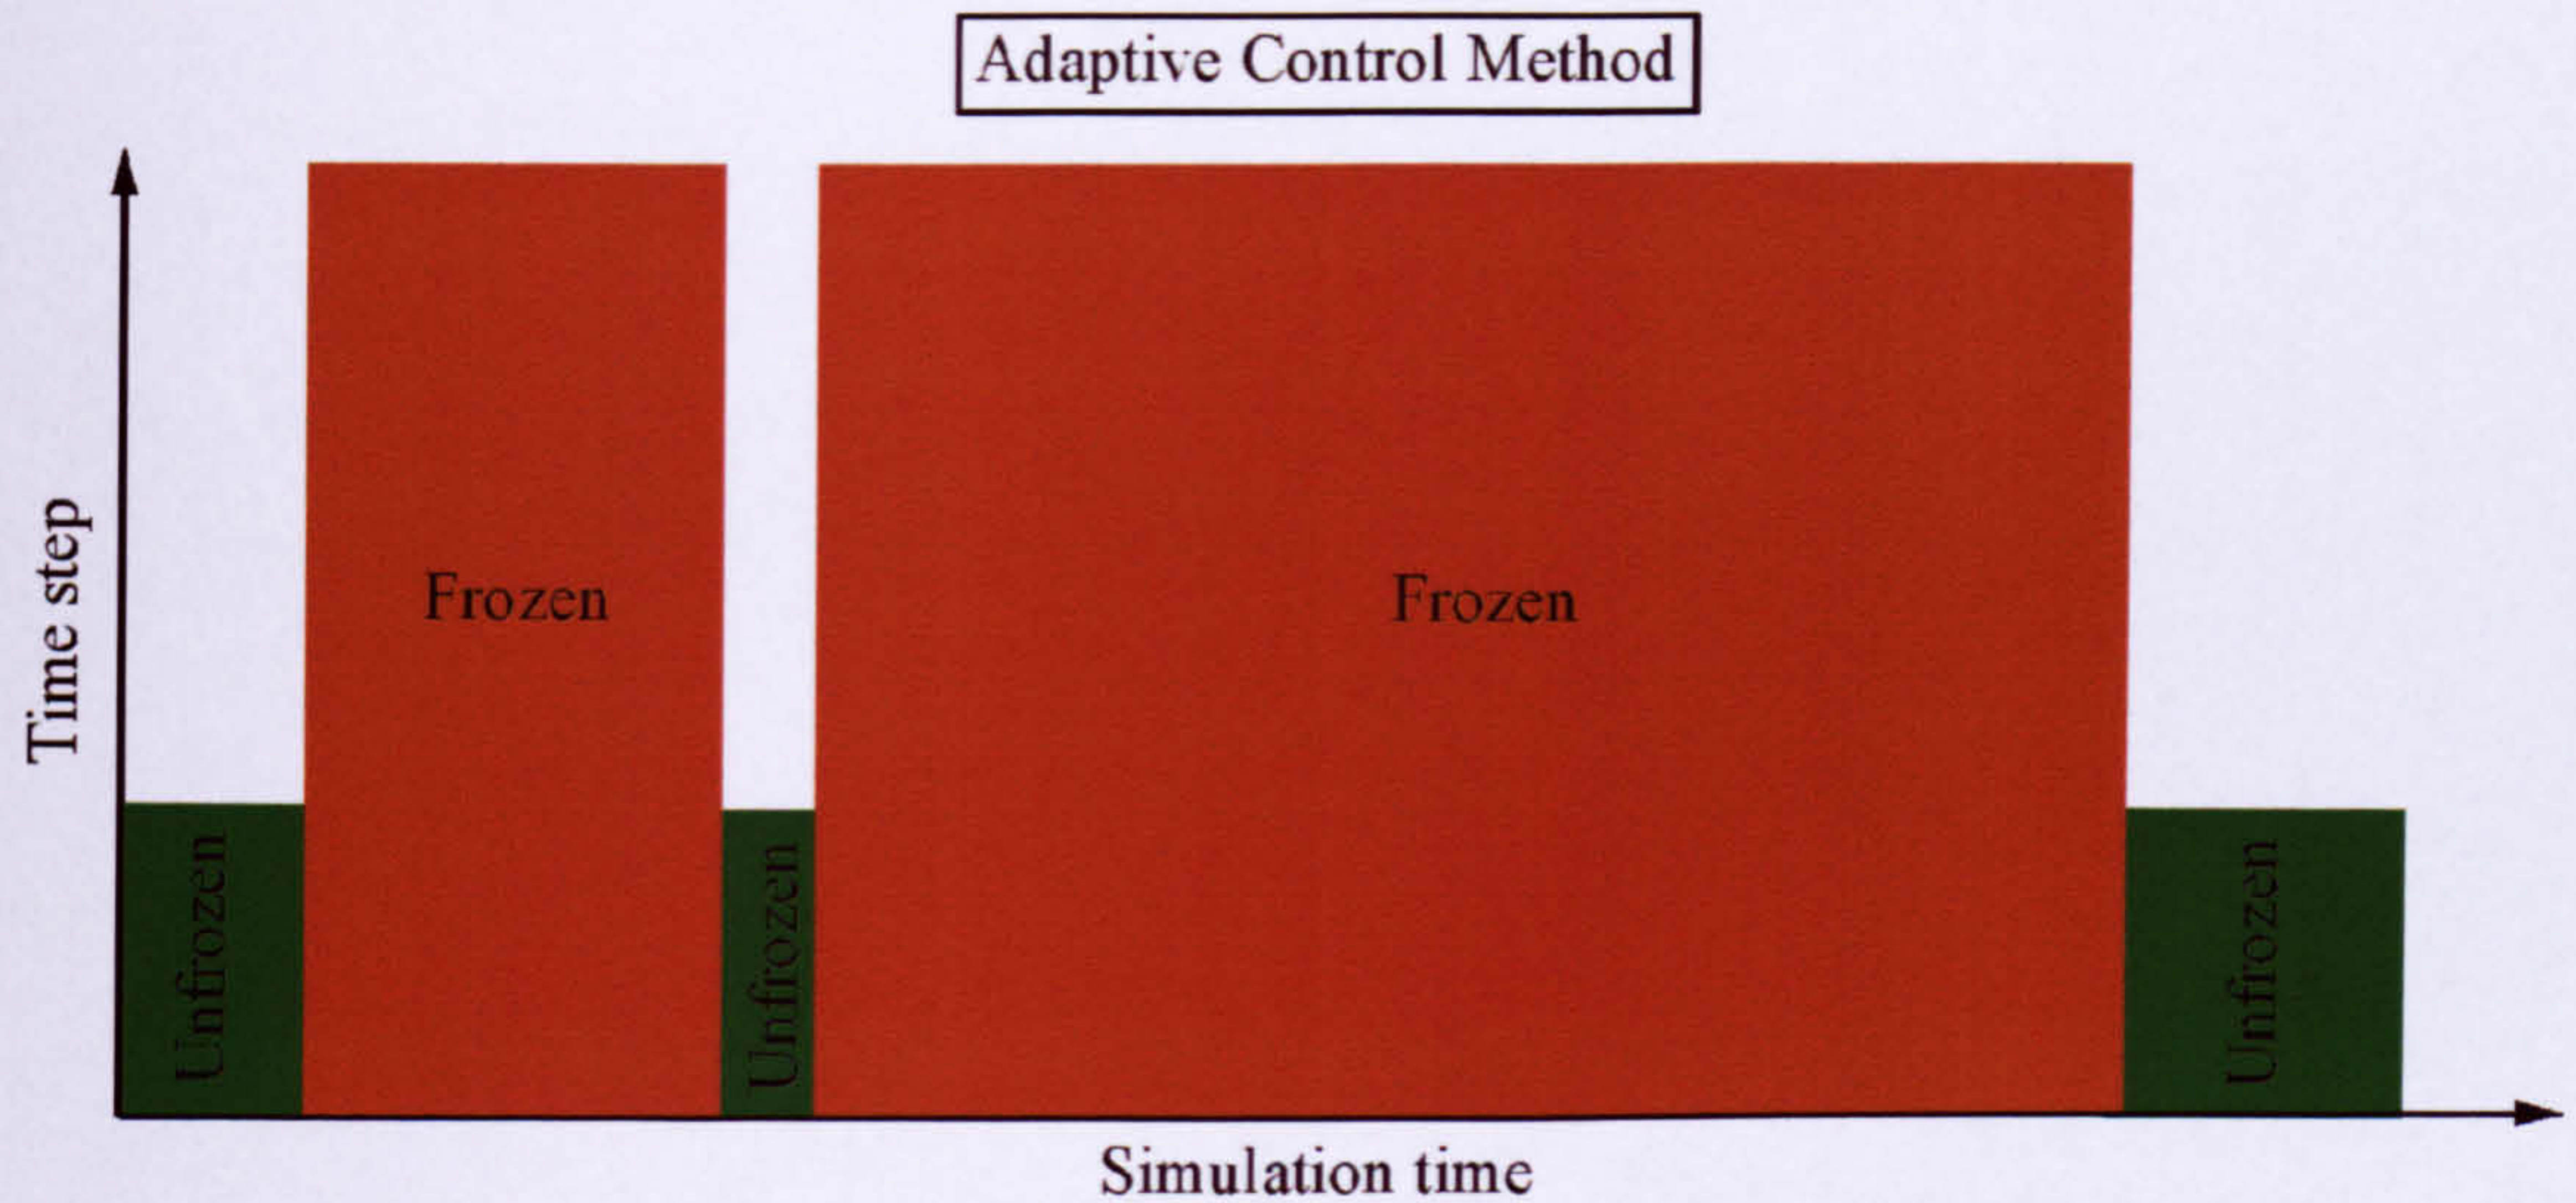 Adaptive Control Method
Time step
Frozen
Frozen
Unfrozen
Unfrozen
Unfrozen
Simulation time